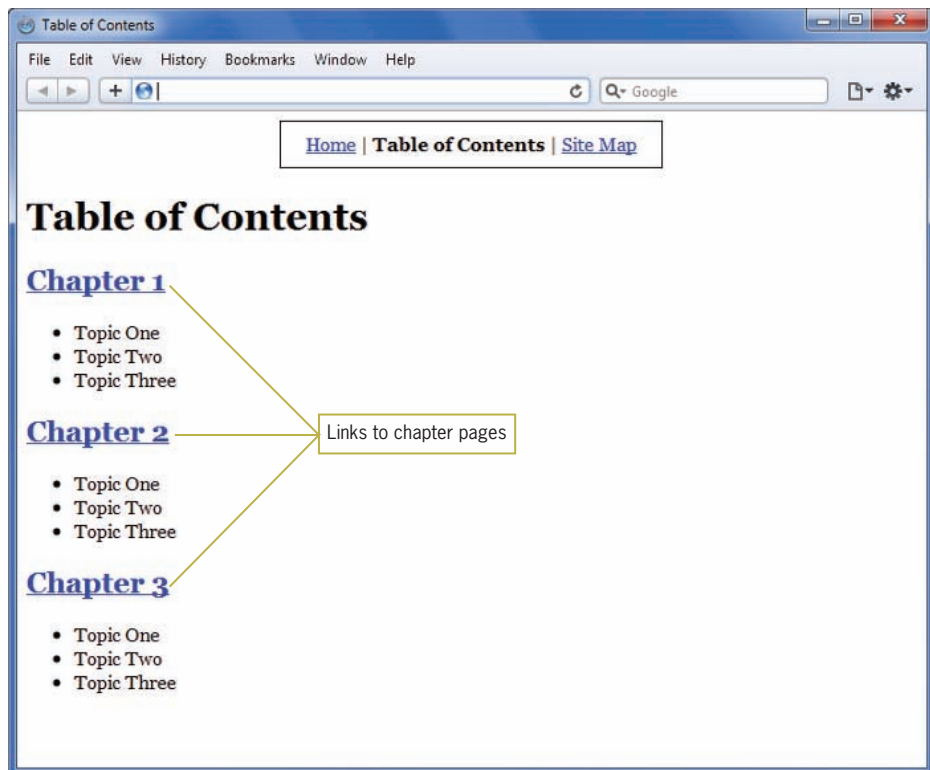 Table of Contents
File Edit View History Bookmarks Window Help
Google
Home | Table of Contents | Site Map
Table of Contents
Chapter 1
• Topic One
• Topic Two
• Topic Three
Chapter 2
• Topic One
• Topic Two
• Topic Three
Links to chapter pages
Chapter 3
• Topic One
• Topic Two
• Topic Three